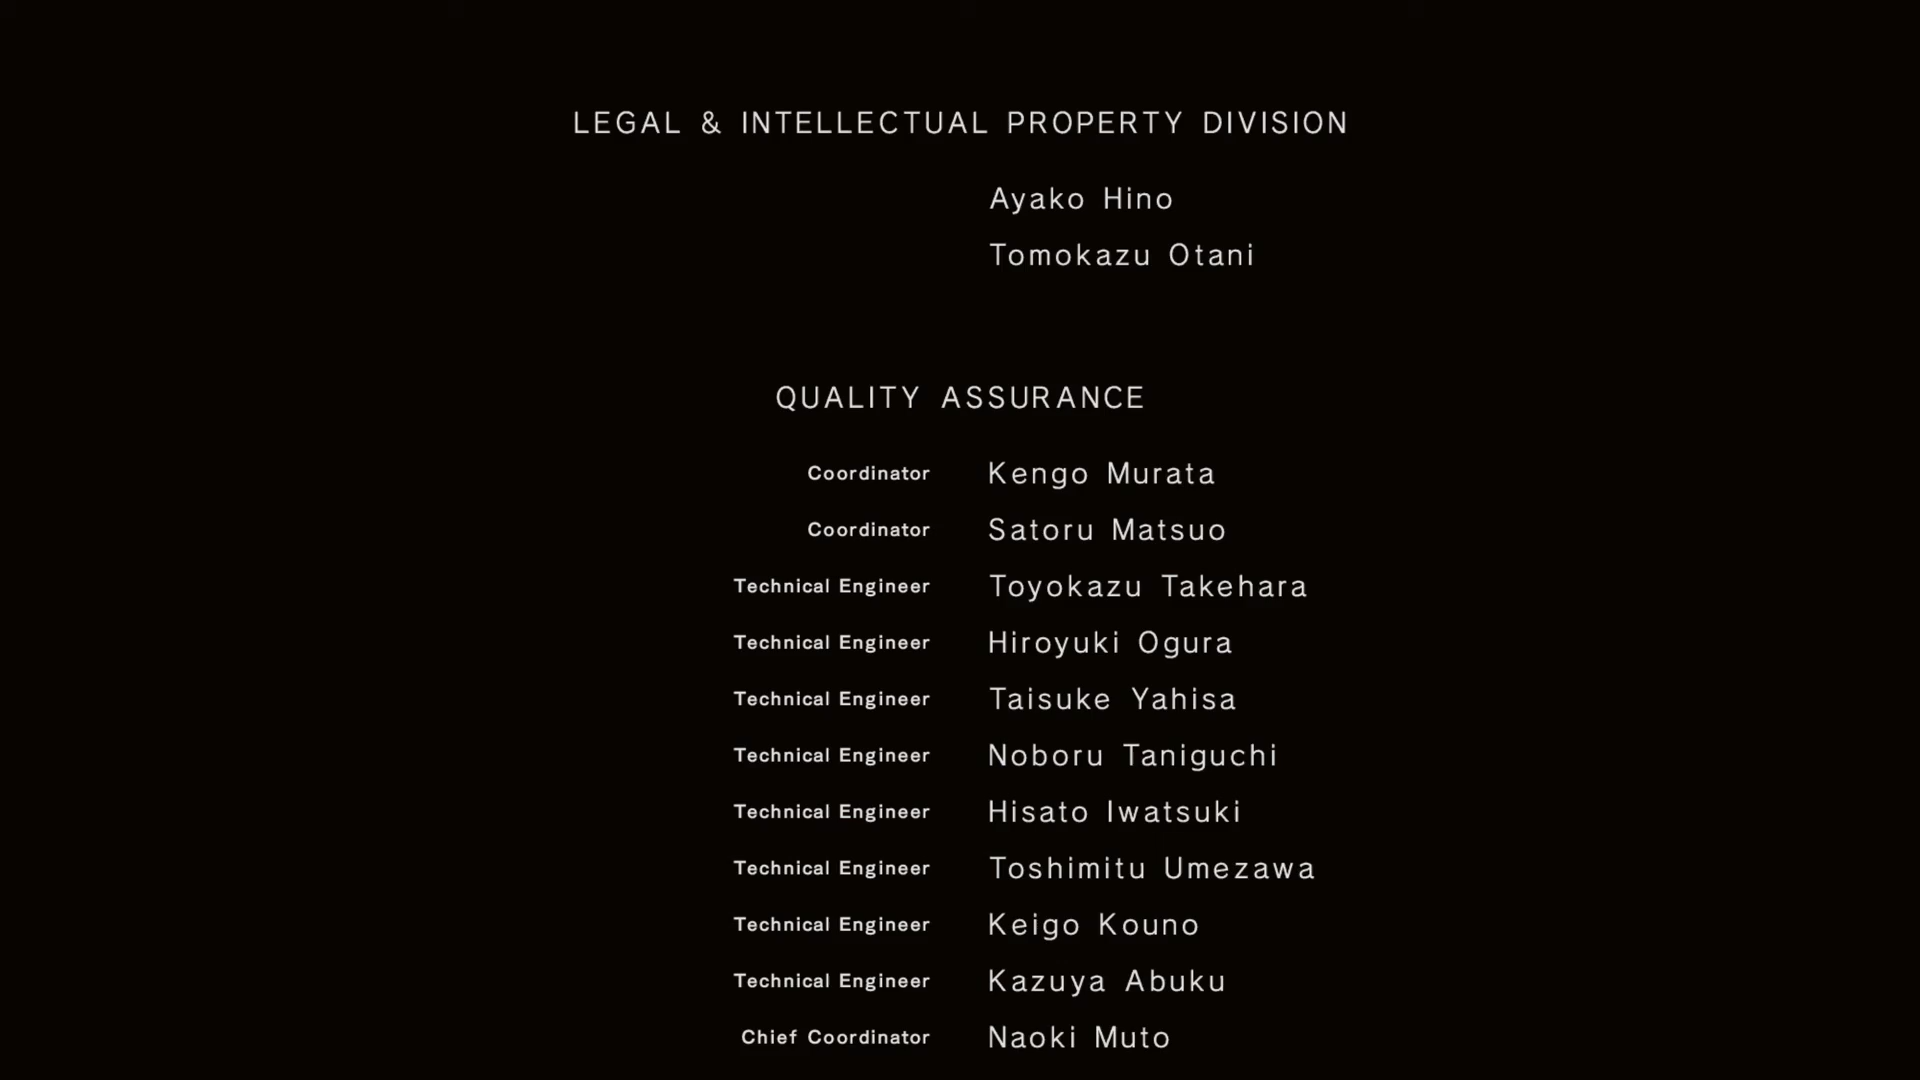 LEGAL & INTELLECTUAL PROPERTY DIVISION
Ayako Hino
Tomokazu Otani
QUALITY ASSURANCE
Coordinator Kengo Murata
Coordinator Satoru Matsuo
Technical Engineer Toyokazu Takehara
Technical Engineer Hiroyuki Ogura
Technical Engineer Taisuke Yahisa
Technical Engineer Noboru Taniguchi
Technical Engineer Hisato Iwatsuki
Technical Engineer Toshimitu Umezawa
Technical Engineer Keigo Kouno
Technical Engineer Kazuya Abuku
Chief Coordinator Naoki Muto